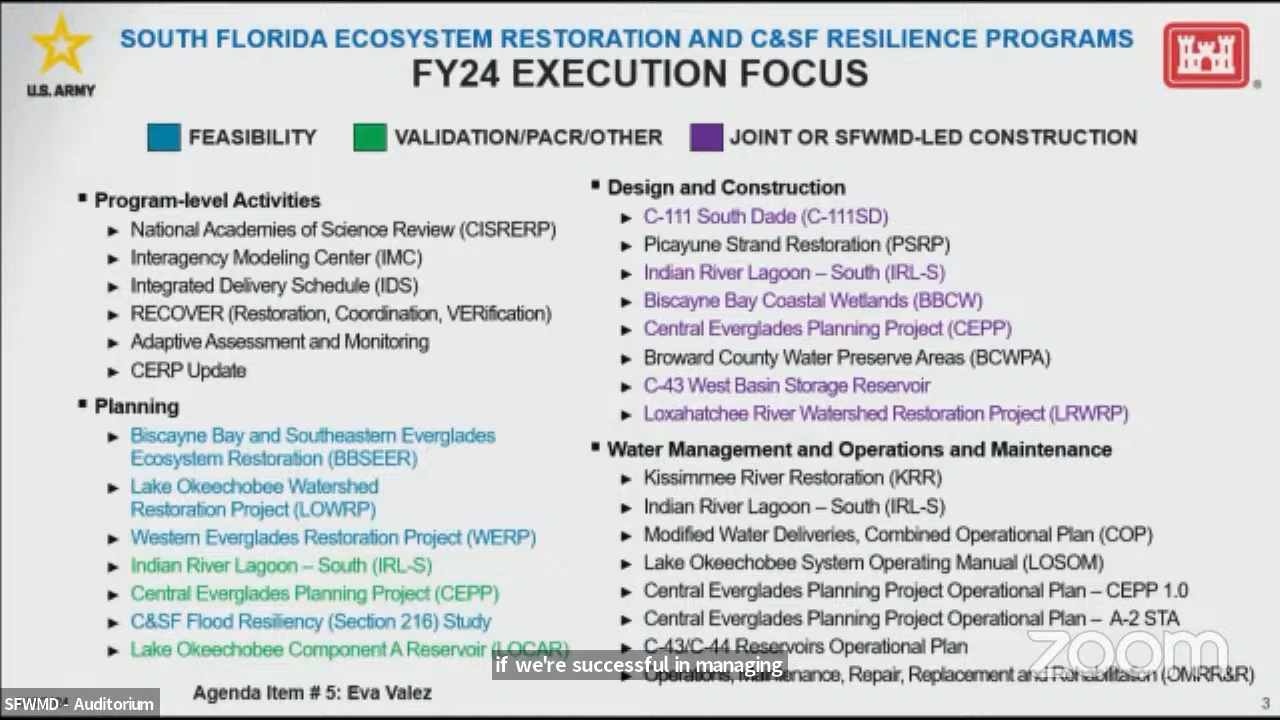 SOUTH FLORIDA ECOSYSTEM RESTORATION AND C&SF RESILIENCE PROGRAMS
FY24 EXECUTION FOCUS
U.S. ARMY
®
FEASIBILITY
VALIDATION/PACR/OTHER
JOINT OR SFWMD-LED CONSTRUCTION
▪ Program-level Activities
► National Academies of Science Review (CISRERP)
► Interagency Modeling Center (IMC)
► Integrated Delivery Schedule (IDS)
► RECOVER (Restoration, Coordination, VERification)
► Adaptive Assessment and Monitoring
► CERP Update
▪ Planning
► Biscayne Bay and Southeastern Everglades
Ecosystem Restoration (BBSEER)
► Lake Okeechobee Watershed
Restoration Project (LOWRP)
► Western Everglades Restoration Project (WERP)
► Indian River Lagoon – South (IRL-S)
► Central Everglades Planning Project (CEPP)
► C&SF Flood Resiliency (Section 216) Study
► Lake Okeechobee Component A Reservoir (LOCAR)
▪ Design and Construction
► C-111 South Dade (C-111SD)
► Picayune Strand Restoration (PSRP)
► Indian River Lagoon – South (IRL-S)
► Biscayne Bay Coastal Wetlands (BBCW)
► Central Everglades Planning Project (CEPP)
► Broward County Water Preserve Areas (BCWPA)
► C-43 West Basin Storage Reservoir
► Loxahatchee River Watershed Restoration Project (LRWRP)
▪ Water Management and Operations and Maintenance
► Kissimmee River Restoration (KRR)
► Indian River Lagoon – South (IRL-S)
► Modified Water Deliveries, Combined Operational Plan (COP)
► Lake Okeechobee System Operating Manual (LOSOM)
► Central Everglades Planning Project Operational Plan – CEPP 1.0
► Central Everglades Planning Project Operational Plan – A-2 STA
► C-43/C-44 Reservoirs Operational Plan
► Operations, Maintenance, Repair, Replacement and Rehabilitation (OMRR&R)
if we're successful in managing
zoom
Agenda Item # 5: Eva Valez
SFWMD - Auditorium
3